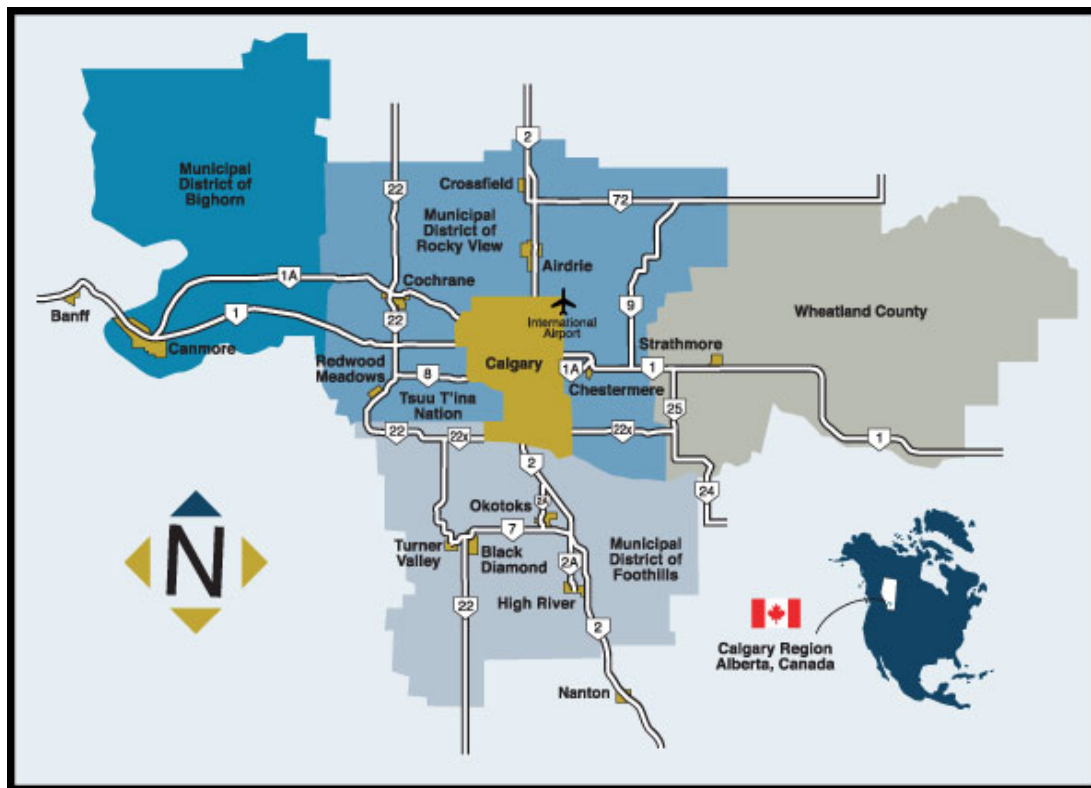 2
Crossfield
22
72
Municipal
District of
Bighorn
Municipal
District of
Rocky View
Airdrie
1A
Cochrane
9
International
Airport
Wheatland County
Banff
1
22
Strathmore
Canmore
Redwood
Meadows
Calgary
1A
1
8
Chestermere
Tsuu T'ina
Nation
25
22
22x
22x
1
2
24
2A
Okotoks
7
Turner
Valley
Black
Diamond
2A
Municipal
District of
Foothills
N
22
High River
2
Calgary Region
Alberta, Canada
Nanton